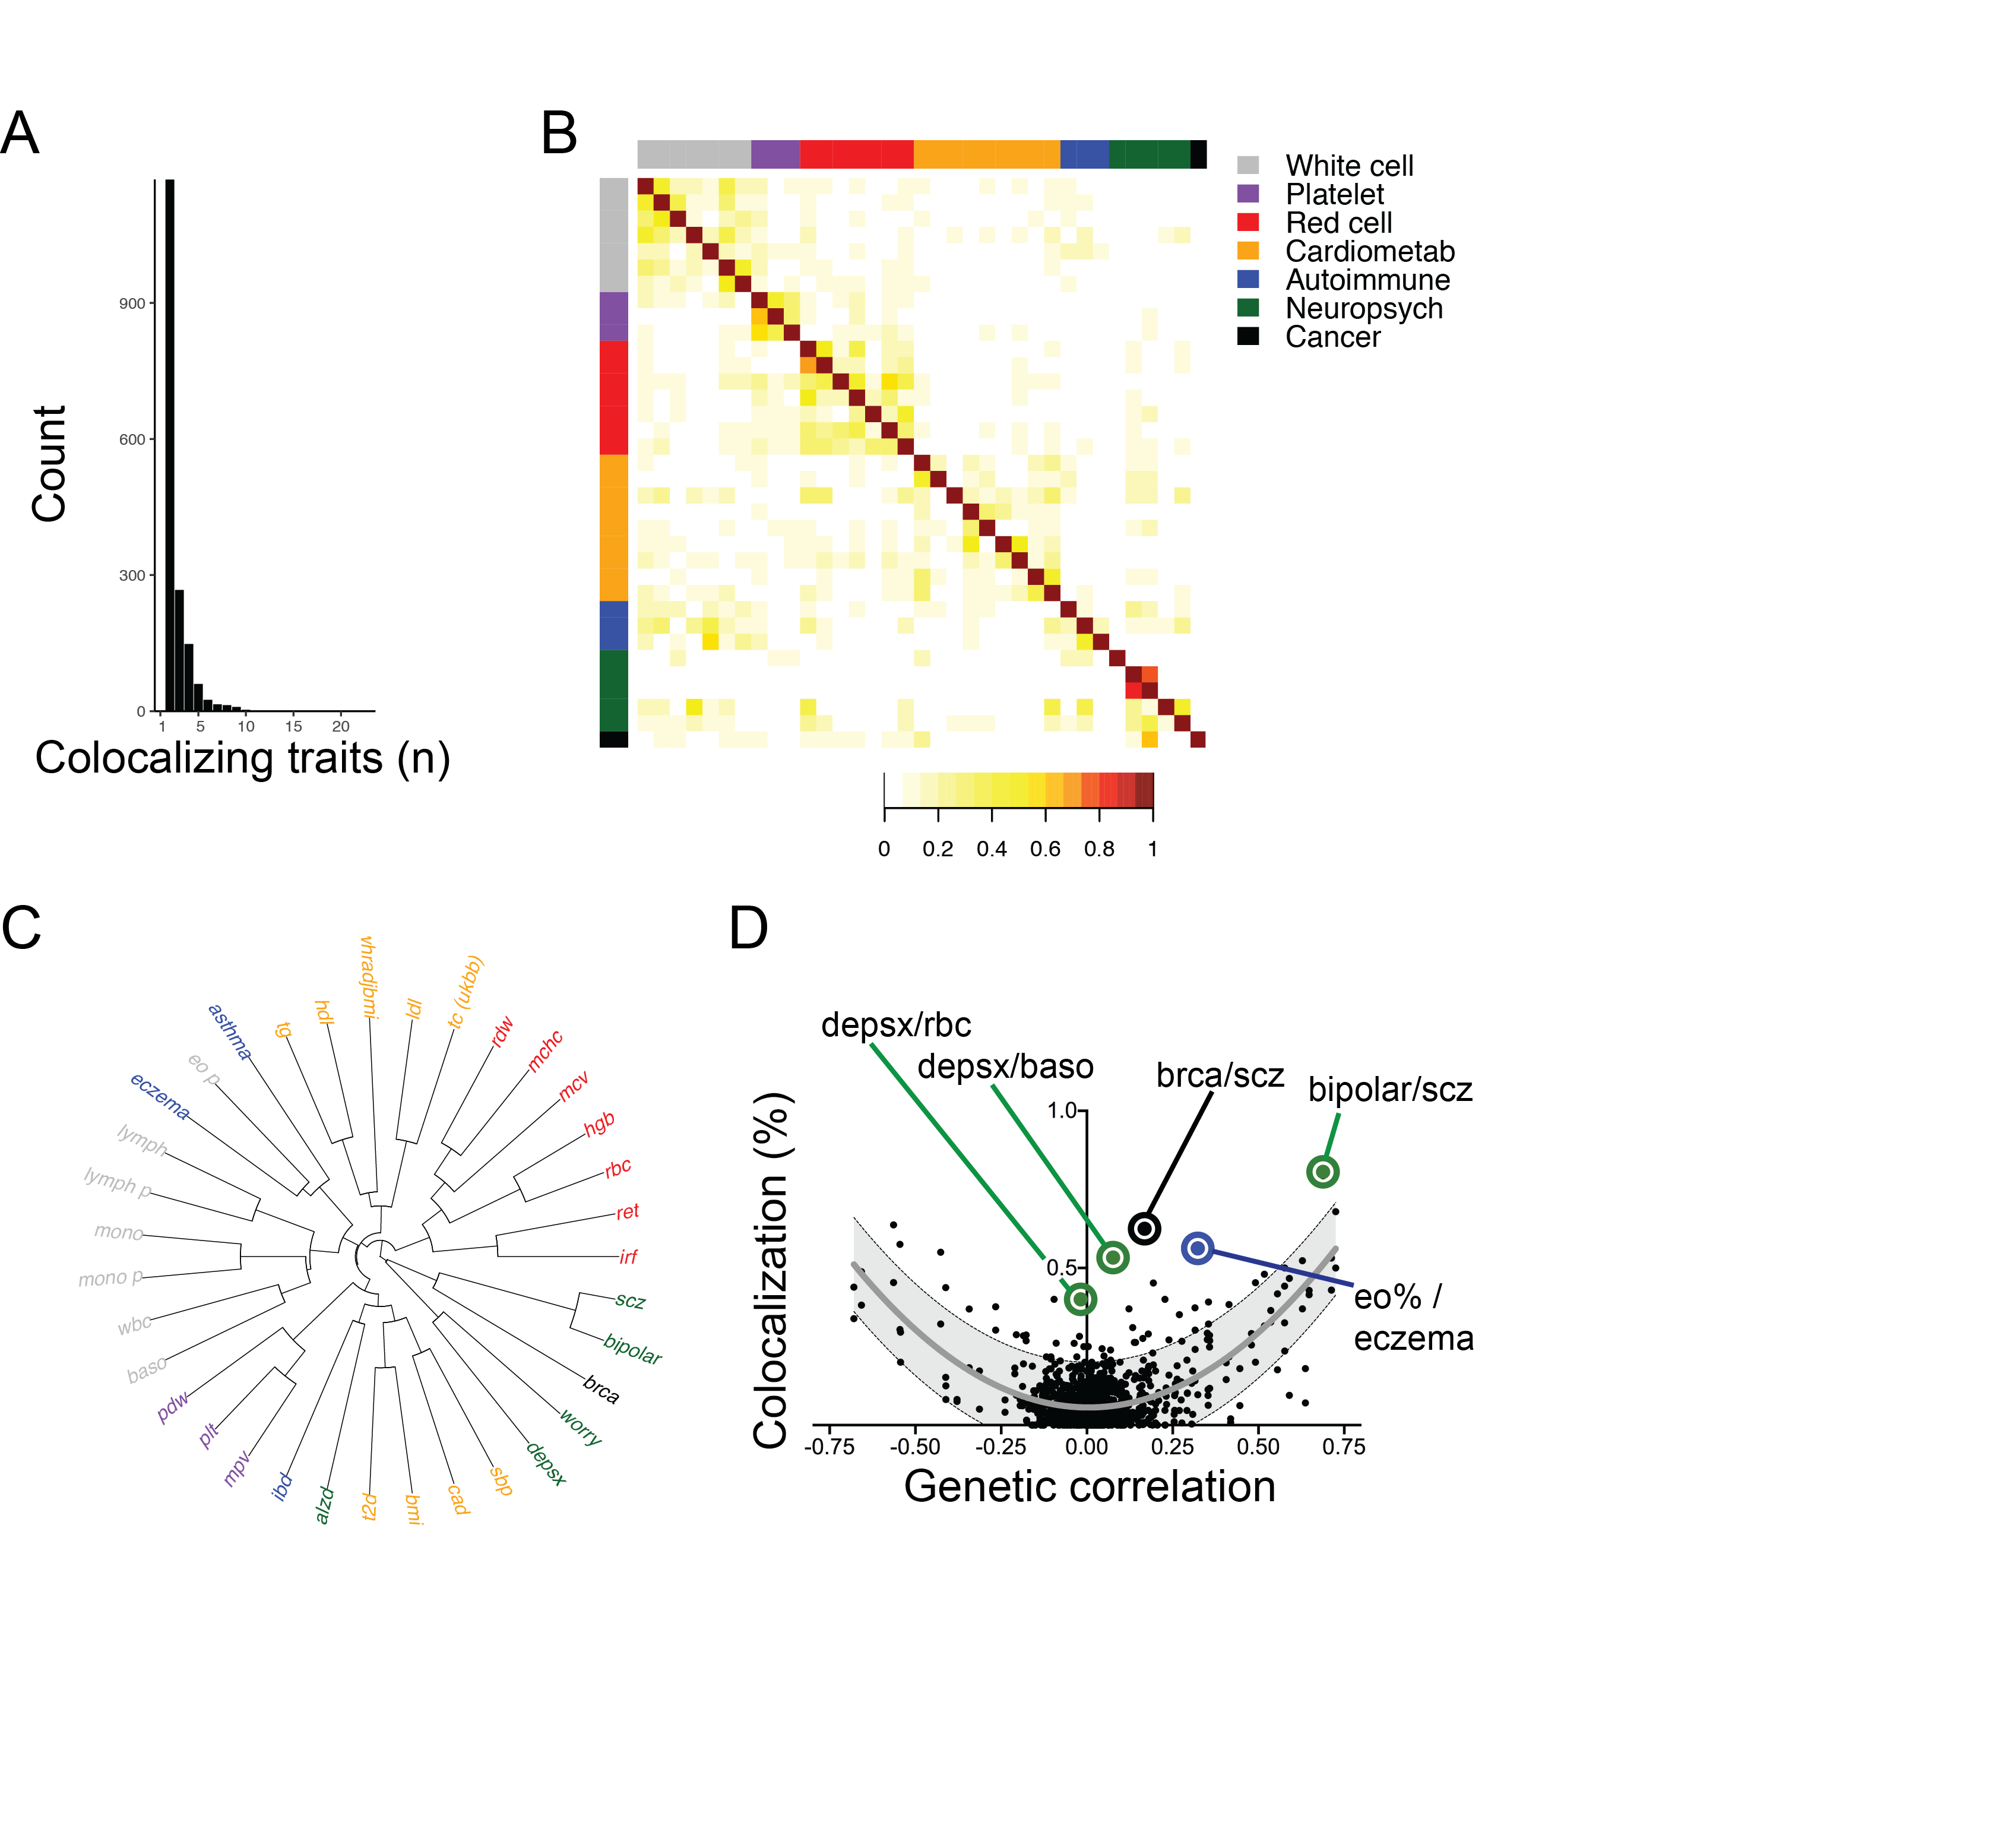 A
B
900
600
300
0
Count
1 5 10 15 20
Colocalizing traits (n)
White cell
Platelet
Red cell
Cardiometab
Autoimmune
Neuropsych
Cancer
0 0.2 0.4 0.6 0.8 1
C
D
whradjbmi
ldl
tc (ukbb)
rdw
mchc
mcv
hgb
rbc
ret
irf
scz
bipolar
brca
worry
depsx
sbp
cad
bmi
t2d
alzd
ibd
mpv
plt
pdw
baso
wbc
mono p
mono
lymph p
lymph
eczema
eo p
asthma
tg
hdl
depsx/rbc
depsx/baso
brca/scz
bipolar/scz
eo% /
eczema
1.0
0.5
Colocalization (%)
-0.75 -0.50 -0.25 0.00 0.25 0.50 0.75
Genetic correlation